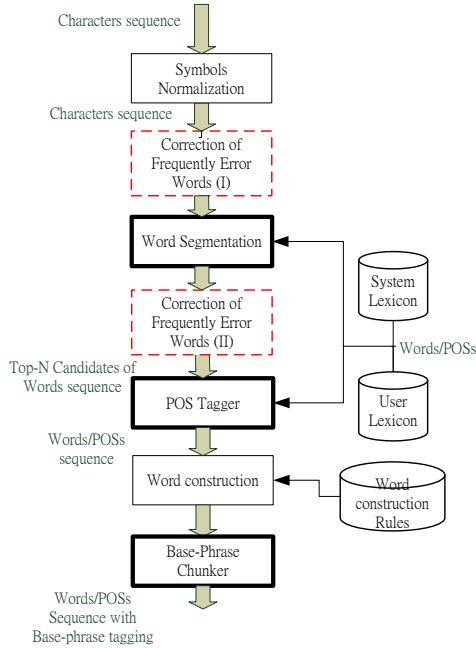 Characters sequence
Symbols
Normalization
Characters sequence
Correction of
Frequently Error
Words (I)
Word Segmentation
System
Lexicon
Correction of
Frequently Error
Words (II)
Words/POSs
Top-N Candidates of
Words sequence
POS Tagger
User
Lexicon
Words/POSs
sequence
Word construction
Word
construction
Rules
Base-Phrase
Chunker
Words/POSs
Sequence with
Base-phrase tagging